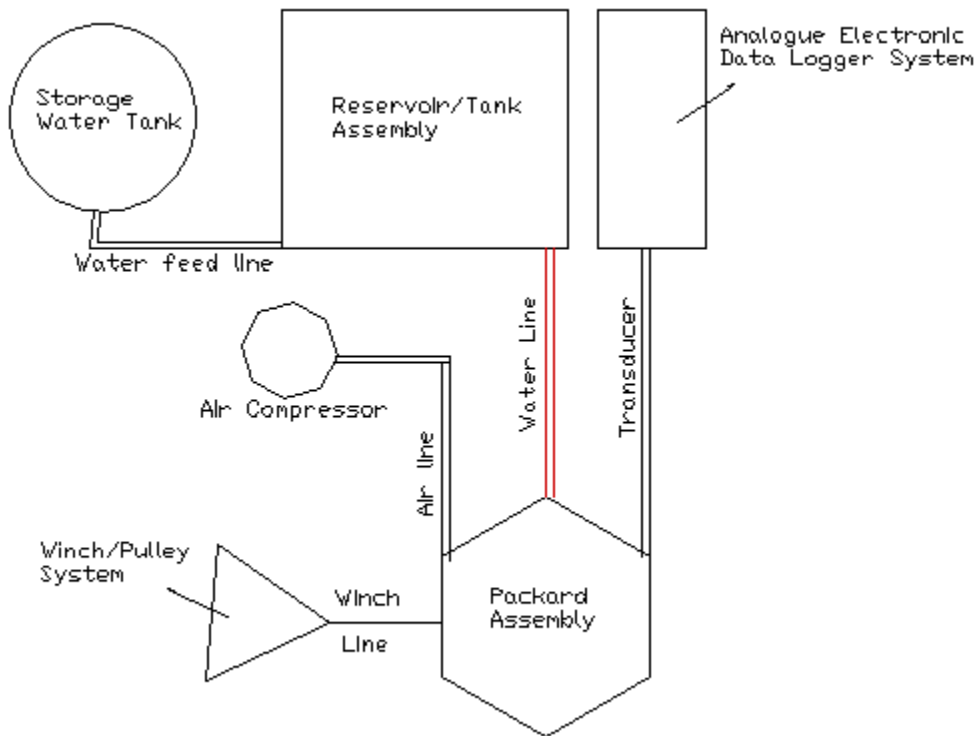 Storage
Water Tank
Reservoir/Tank
Assembly
Analogue Electronic
Data Logger System
Water feed line
Air Compressor
Air line
Water Line
Transducer
Winch/Pulley
System
Winch
Line
Packard
Assembly